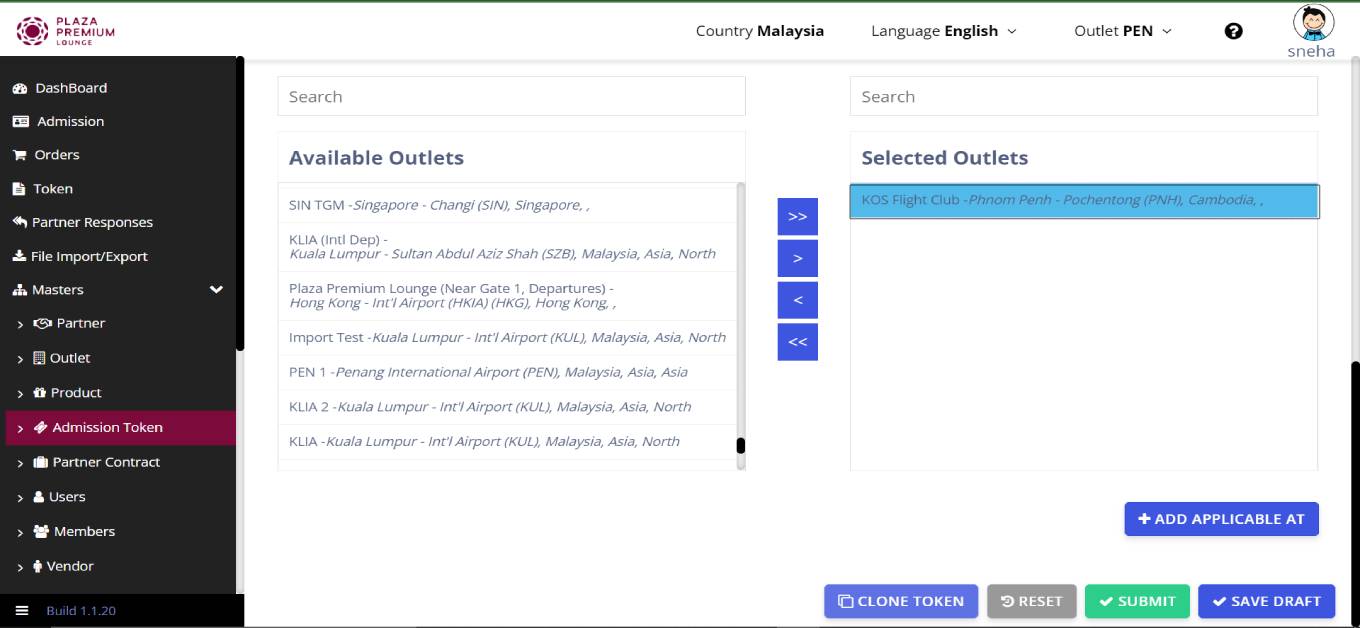 PLAZA
PREMIUM
LOUNGE
Country Malaysia
Language English
Outlet PEN
sneha
DashBoard
Admission
Orders
Token
Partner Responses
File Import/Export
Masters
Partner
Outlet
Product
Admission Token
Partner Contract
Users
Members
Vendor
Build 1.1.20
Search
Available Outlets
SIN TGM -Singapore - Changi (SIN), Singapore, ,
KLIA (Intl Dep) -
Kuala Lumpur - Sultan Abdul Aziz Shah (SZB), Malaysia, Asia, North
Plaza Premium Lounge (Near Gate 1, Departures) -
Hong Kong - Int'l Airport (HKIA) (HKG), Hong Kong, ,
Import Test -Kuala Lumpur - Int'l Airport (KUL), Malaysia, Asia, North
PEN 1 -Penang International Airport (PEN), Malaysia, Asia, Asia
KLIA 2 -Kuala Lumpur - Int'l Airport (KUL), Malaysia, Asia, North
KLIA -Kuala Lumpur - Int'l Airport (KUL), Malaysia, Asia, North
>>
>
<
<<
Search
Selected Outlets
KOS Flight Club -Phnom Penh - Pochentong (PNH), Cambodia, ,
+ ADD APPLICABLE AT
CLONE TOKEN
RESET
SUBMIT
SAVE DRAFT